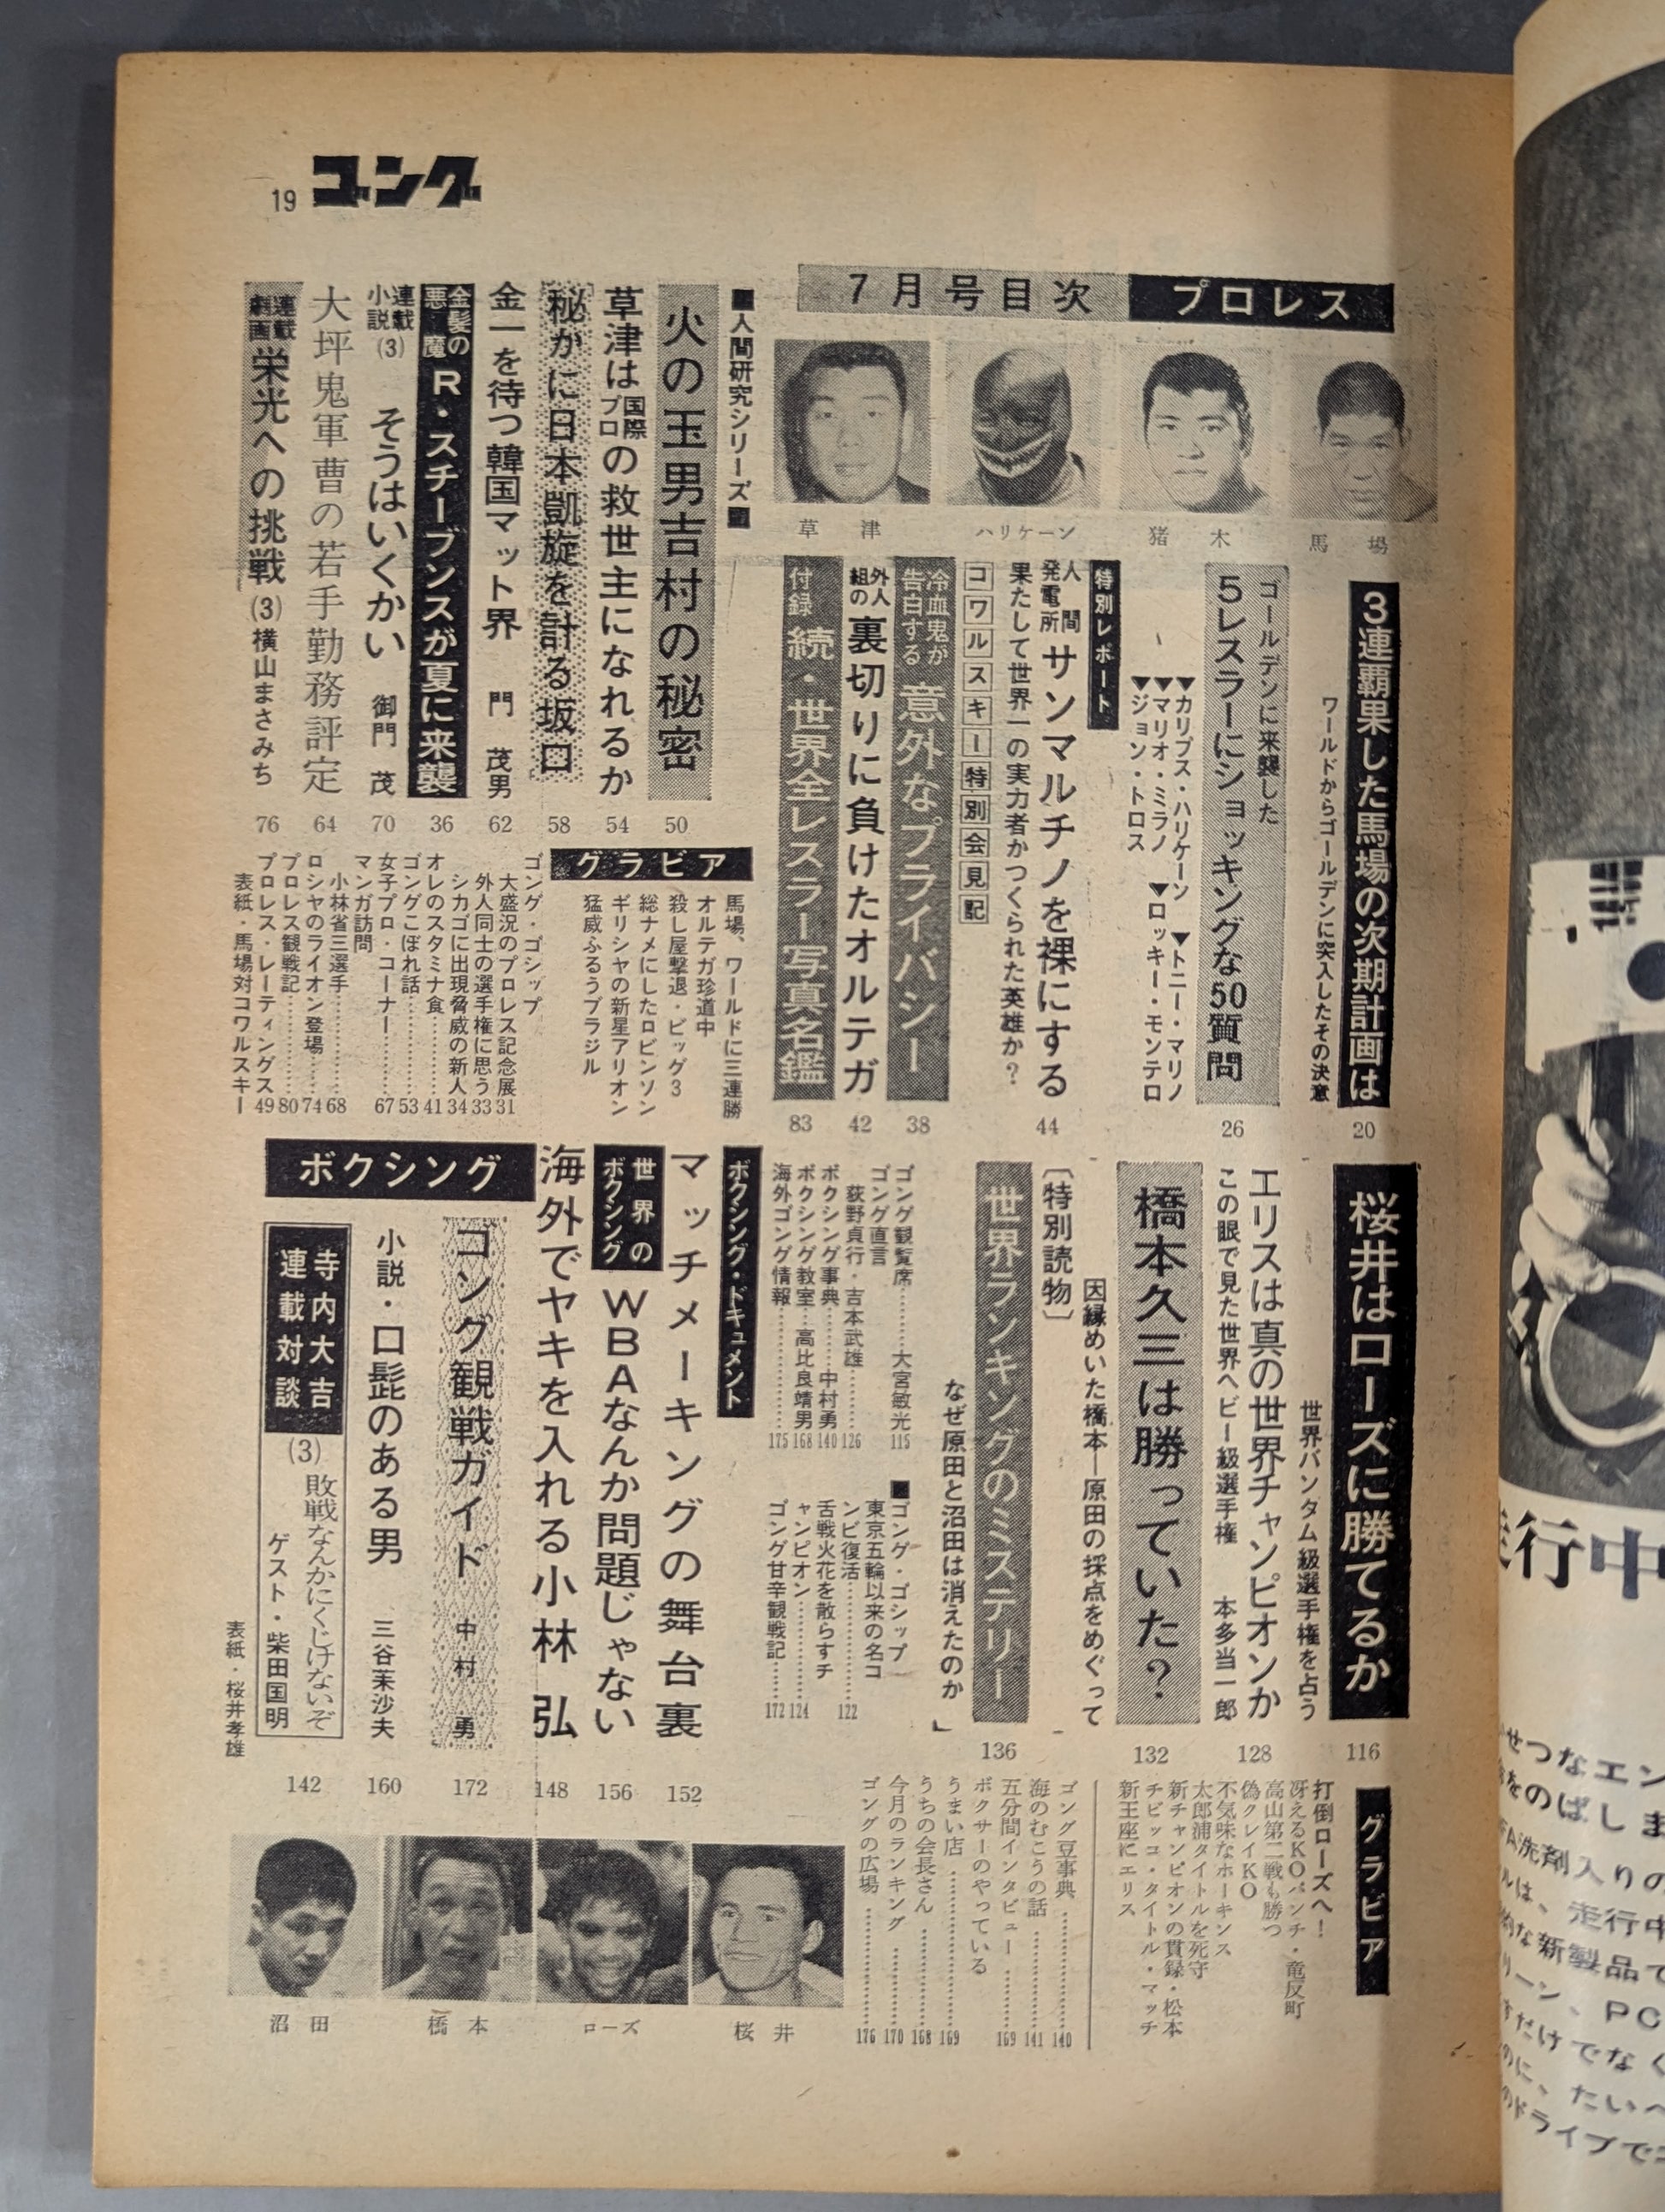 ゴング
19
プロレス
7月号目次
馬場
猪木
ハリケーン
草津
3連覇果した馬場の次期計画は
ワールドからゴールデンに突入したその決意
20
ゴールデンに来襲した
5レスラーにショッキングな50質問
▼カリプス・ハリケーン ▼トニー・マリノ
▼マリオ・ミラノ ▼ロッキー・モンテロ
▼ジョン・トロス
26
特別レポート
人間発電所 サンマルチノを裸にする
果たして世界一の実力者かつくられた英雄か?
44
コワルスキー特別会見記
冷血鬼が告白する 意外なプライバシー
38
外人組の 裏切りに負けたオルテガ
42
付録 続・世界全レスラー写真名鑑
83
■人間研究シリーズ■
火の玉男吉村の秘密
50
草津は国際プロの救世主になれるか
54
秘かに日本凱旋を計る坂口
58
金一を待つ韓国マット界 門茂男
62
金髪の悪魔 R・スチーブンスが夏に来襲
36
連載小説(3) そうはいくかい 御門茂
70
大坪鬼軍曹の若手勤務評定
64
連載劇画 栄光への挑戦(3) 横山まさみち
76
グラビア
馬場、ワールドに三連勝
オルテガ珍道中
殺し屋撃退・ビッグ3
総ナメにしたロビンソン
ギリシヤの新星アリオン
猛威ふるうブラジル
ゴング・ゴシップ
大盛況のプロレス記念展 31
外人同士の選手権に思う 33
シカゴに出現脅威の新人 34
オレのスタミナ食………41
ゴングこぼれ話………53
女子プロ・コーナー………67
マンガ訪問
小林省三選手………68
ロシヤのライオン登場………74
プロレス観戦記………80
プロレス・レーティングス 49
表紙・馬場対コワルスキー
桜井はローズに勝てるか
世界バンタム級選手権を占う
116
エリスは真の世界チャンピオンか
この眼で見た世界ヘビー級選手権 本多当一郎
128
橋本久三は勝っていた?
因縁めいた橋本―原田の採点をめぐって
132
〔特別読物〕
世界ランキングのミステリー
なぜ原田と沼田は消えたのか
136
ゴング観覧席………大宮敏光 115
ゴング直言
荻野貞行・吉本武雄………126
ボクシング事典………中村勇 140
ボクシング教室…高比良靖男 168
海外ゴング情報………175
■ゴング・ゴシップ
東京五輪以来の名コンビ復活………122
舌戦火花を散らすチャンピオン………124
ゴング甘辛観戦記………172
ボクシング・ドキュメント
マッチメーキングの舞台裏
152
世界のボクシング WBAなんか問題じゃない
156
海外でヤキを入れる小林弘
148
ボクシング
ゴング観戦ガイド 中村勇
172
小説・口髭のある男 三谷茉沙夫
160
寺内大吉連載対談(3) 敗戦なんかにくじけないぞ
ゲスト・柴田国明
142
表紙・桜井孝雄
グラビア
打倒ローズへ!
冴えるKOパンチ・竜反町
高山第二戦も勝つ
偽クレイKO
不気味なホーキンス
太郎浦タイトルを死守
新チャンピオンの貫録・松本
チビッコ・タイトル・マッチ
新王座にエリス
ゴング豆事典………140
海のむこうの話………141
五分間インタビュー………169
ボクサーのやっている
うまい店………169
うちの会長さん………168
今月のランキング………170
ゴングの広場………176
桜井
ローズ
橋本
沼田